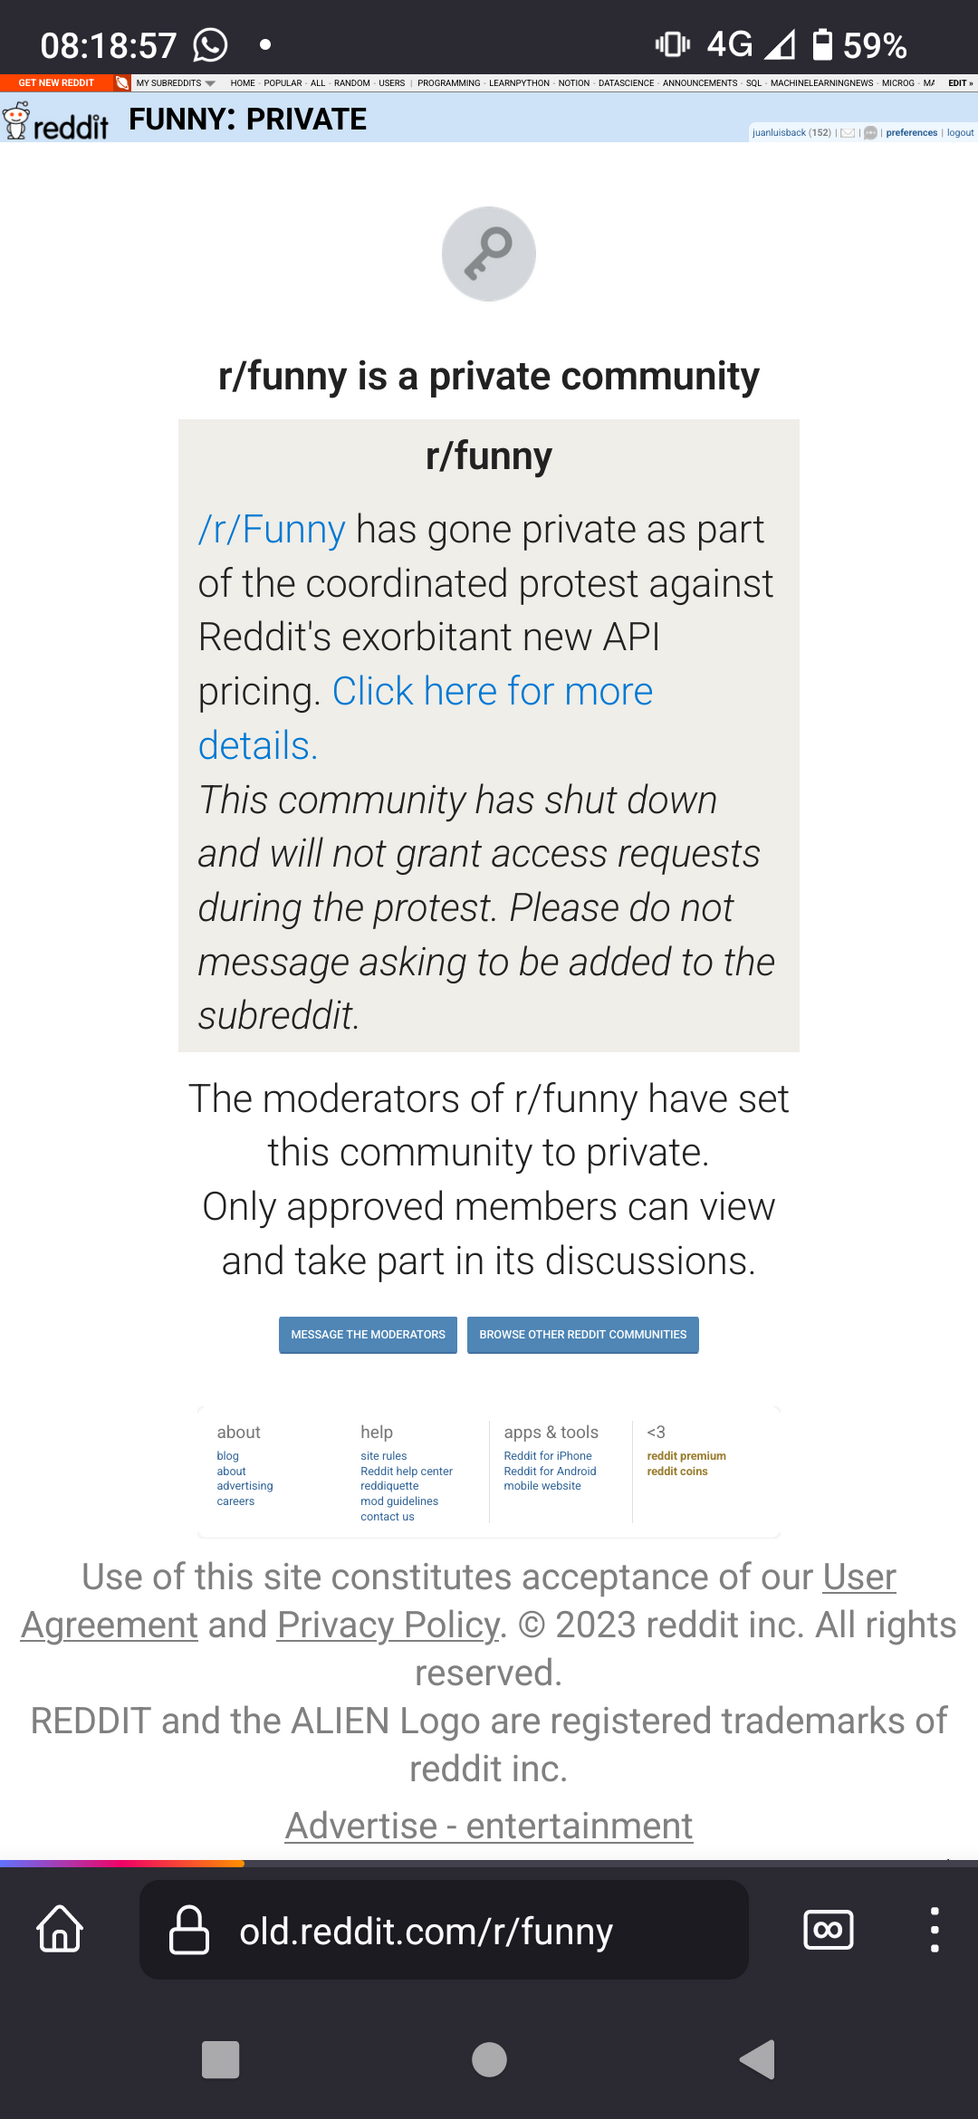 08:18:57
4G 59%
GET NEW REDDIT MY SUBREDDITS HOME - POPULAR - ALL - RANDOM - USERS | PROGRAMMING - LEARNPYTHON - NOTION - DATASCIENCE - ANNOUNCEMENTS - SQL - MACHINELEARNINGNEWS - MICROG - MA EDIT »
reddit FUNNY: PRIVATE
juanluisback (152) | | | preferences | logout
r/funny is a private community
r/funny
/r/Funny has gone private as part
of the coordinated protest against
Reddit's exorbitant new API
pricing. Click here for more
details.
This community has shut down
and will not grant access requests
during the protest. Please do not
message asking to be added to the
subreddit.
The moderators of r/funny have set
this community to private.
Only approved members can view
and take part in its discussions.
MESSAGE THE MODERATORS BROWSE OTHER REDDIT COMMUNITIES
about
blog
about
advertising
careers
help
site rules
Reddit help center
reddiquette
mod guidelines
contact us
apps & tools
Reddit for iPhone
Reddit for Android
mobile website
<3
reddit premium
reddit coins
Use of this site constitutes acceptance of our User
Agreement and Privacy Policy. © 2023 reddit inc. All rights
reserved.
REDDIT and the ALIEN Logo are registered trademarks of
reddit inc.
Advertise - entertainment
old.reddit.com/r/funny
∞